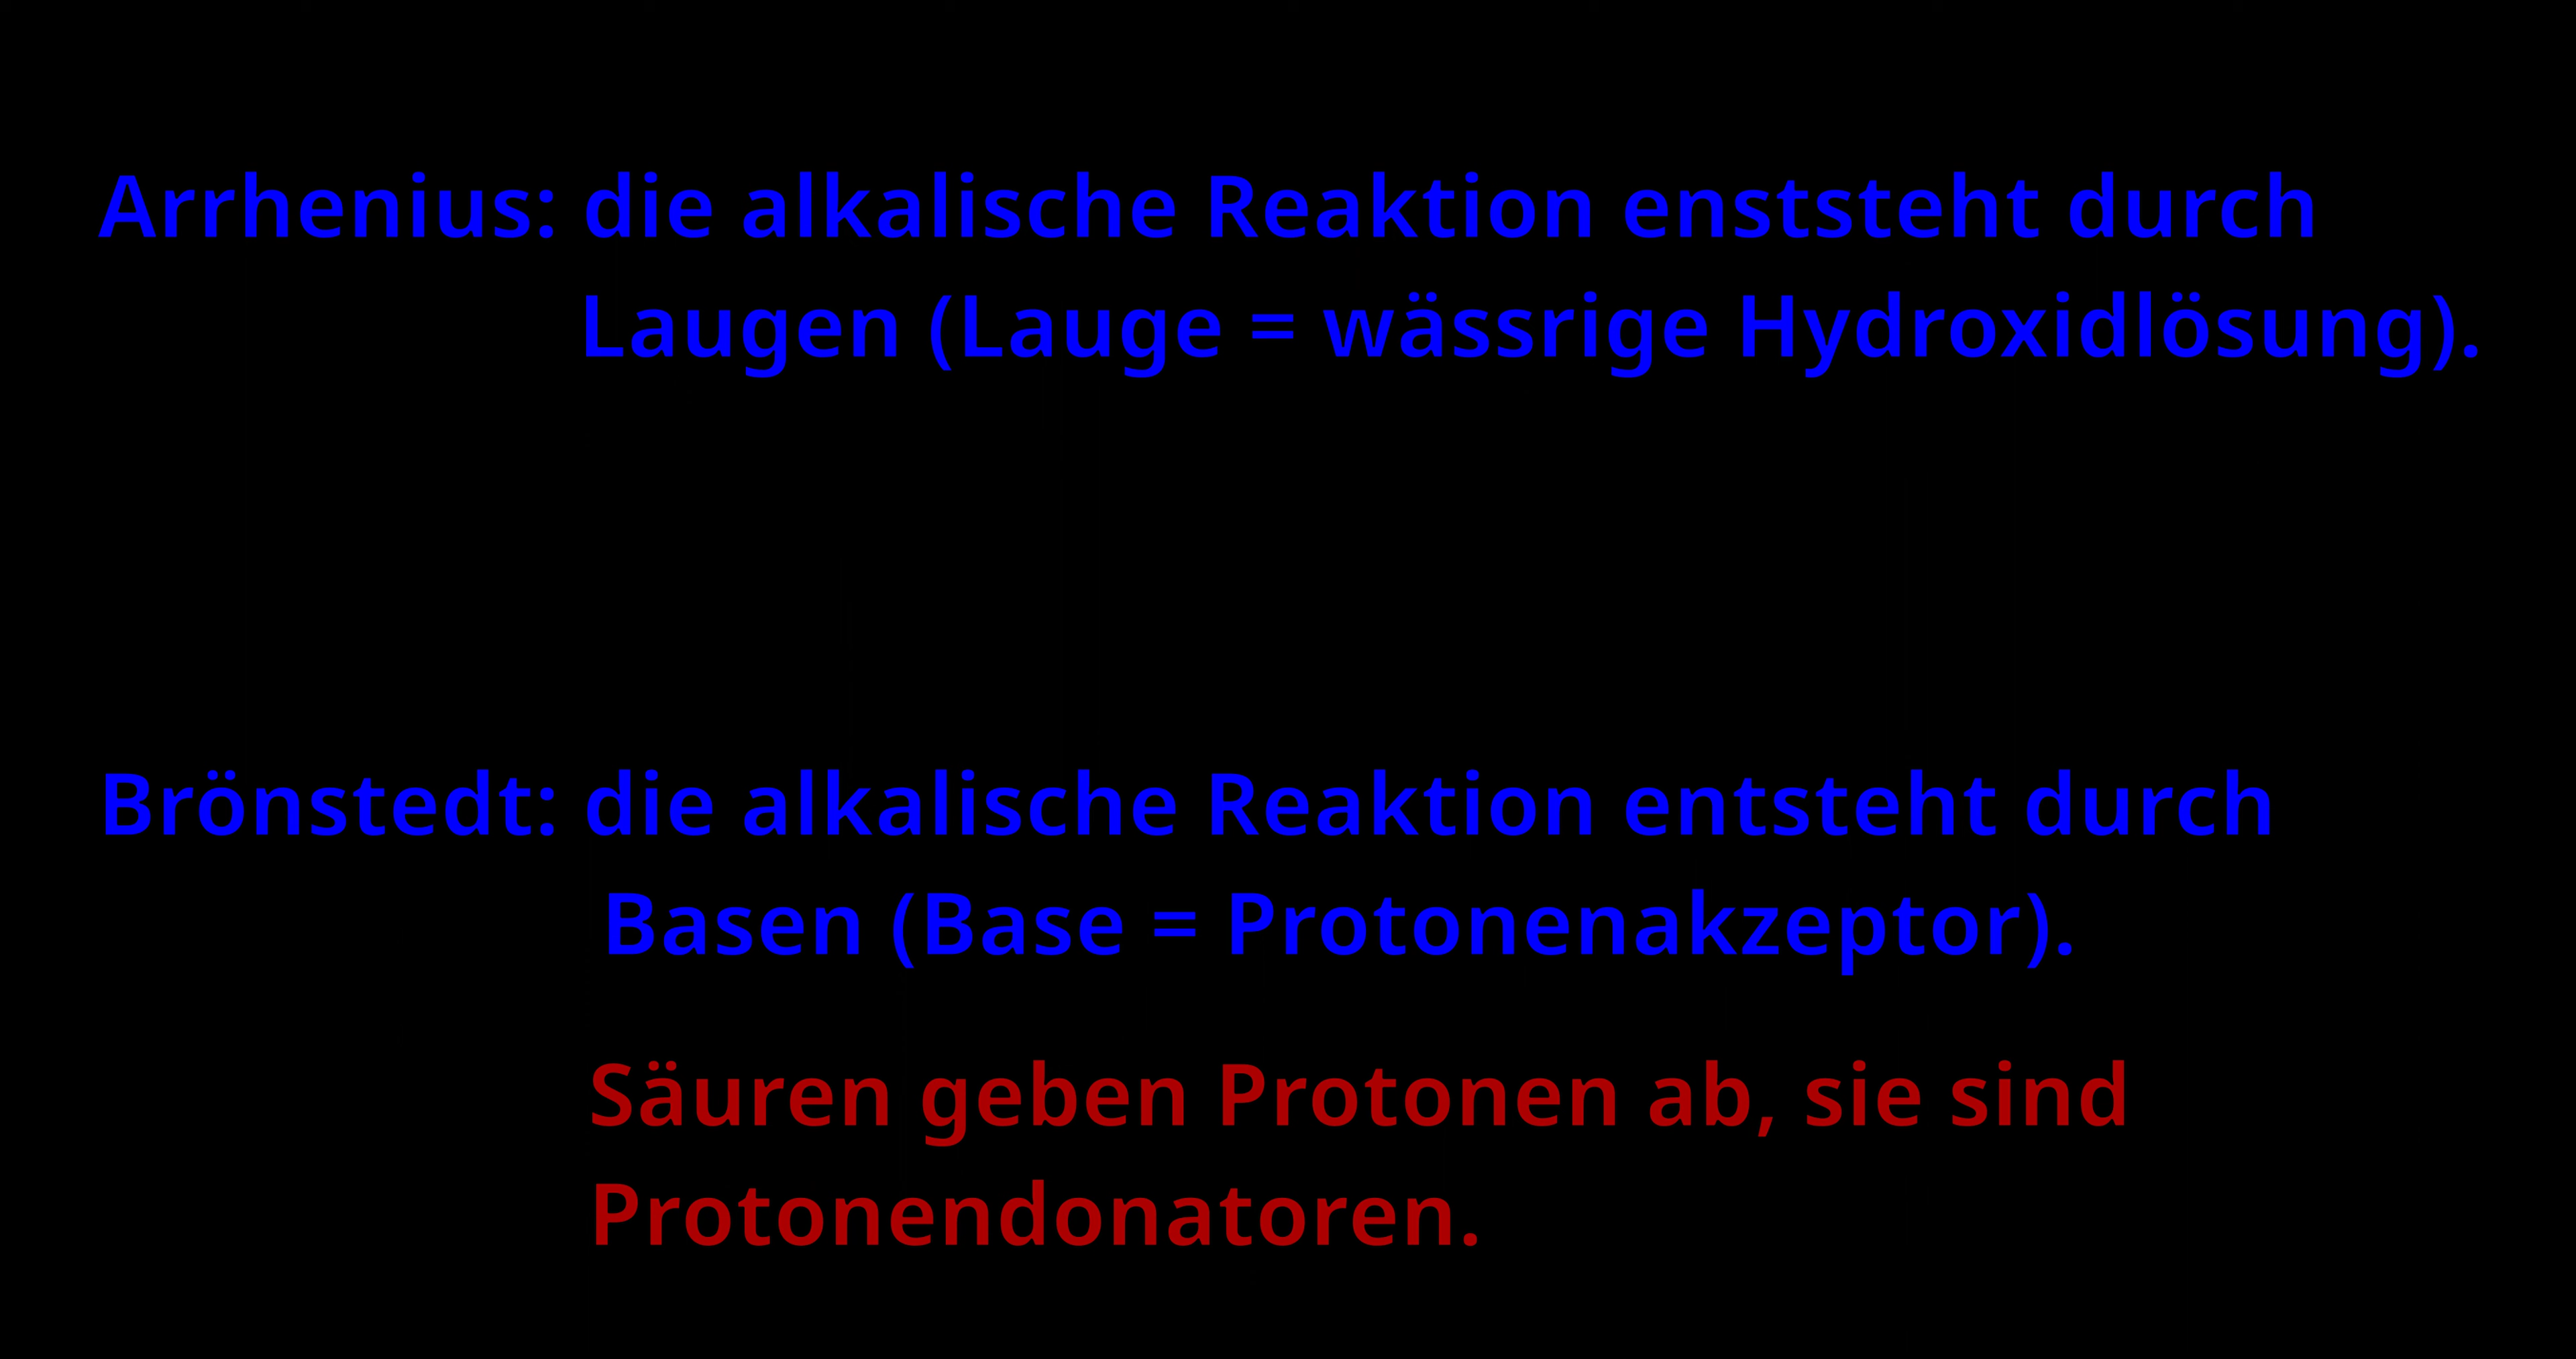 Arrhenius: die alkalische Reaktion enststeht durch
Laugen (Lauge = wässrige Hydroxidlösung).
Brönstedt: die alkalische Reaktion entsteht durch
Basen (Base = Protonenakzeptor).
Säuren geben Protonen ab, sie sind
Protonendonatoren.